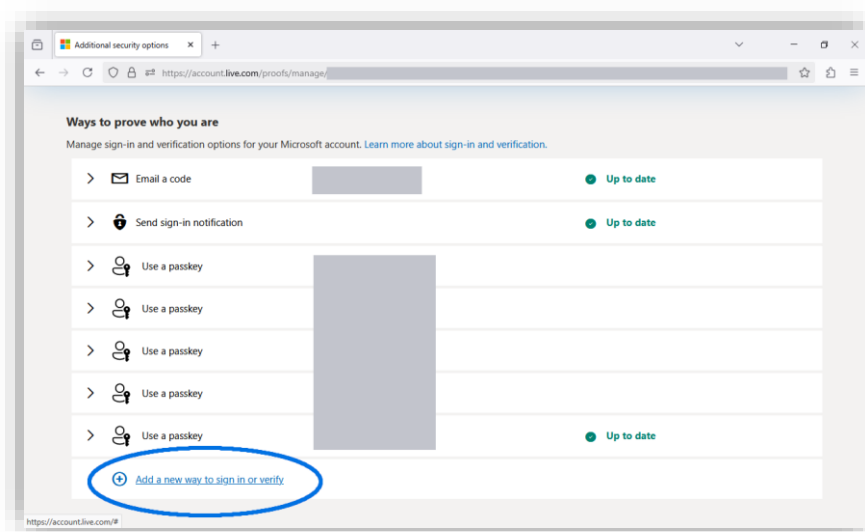 Additional security options
https://account.live.com/proofs/manage/
Ways to prove who you are
Manage sign-in and verification options for your Microsoft account. Learn more about sign-in and verification.
Email a code Up to date
Send sign-in notification Up to date
Use a passkey
Use a passkey
Use a passkey
Use a passkey
Use a passkey Up to date
Add a new way to sign in or verify
https://account.live.com/#